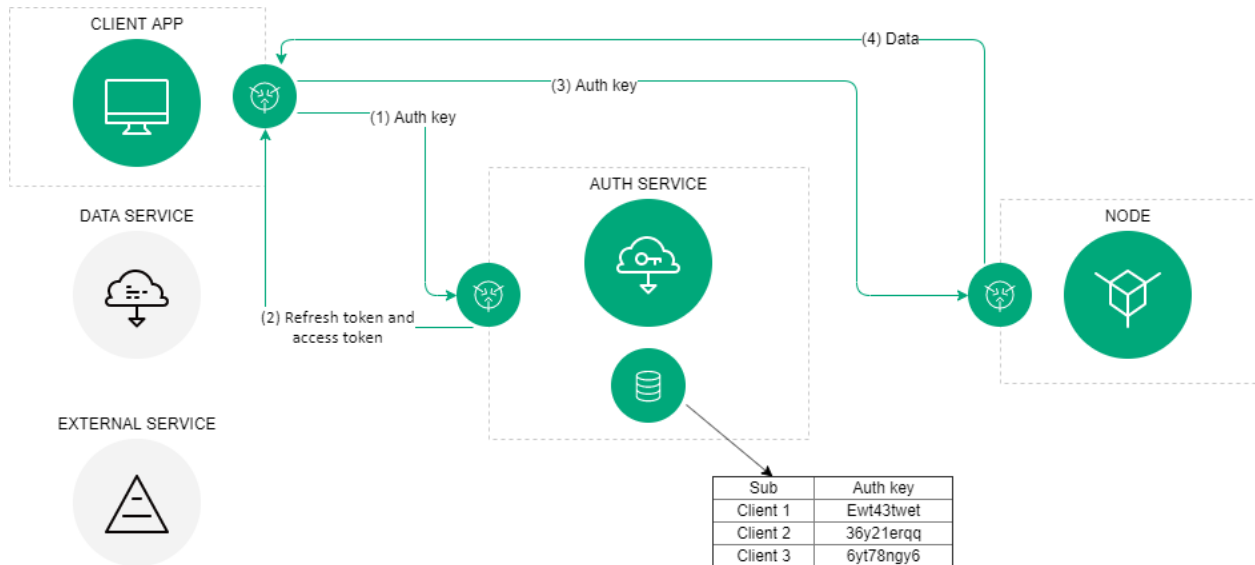 CLIENT APP
(4) Data
(3) Auth key
(1) Auth key
AUTH SERVICE
DATA SERVICE
NODE
(2) Refresh token and
access token
EXTERNAL SERVICE
Sub Auth key
Client 1 Ewt43twet
Client 2 36y21erqq
Client 3 6yt78ngy6